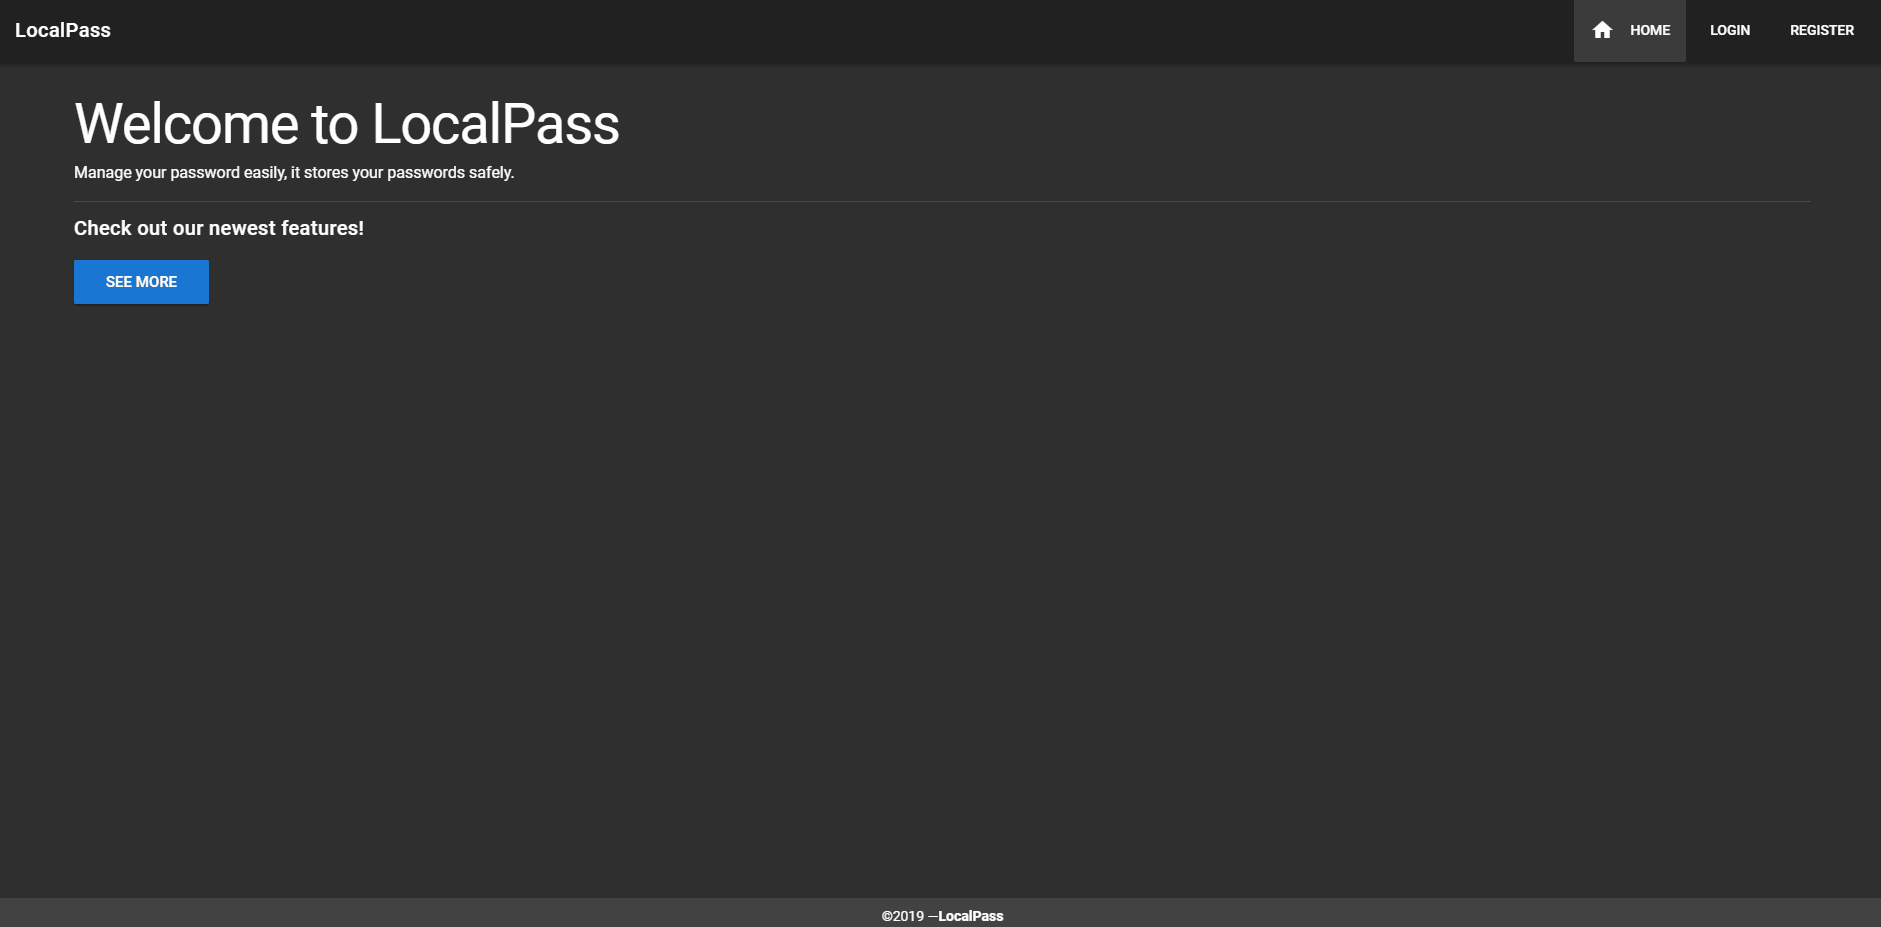 LocalPass
HOME LOGIN REGISTER
Welcome to LocalPass
Manage your password easily, it stores your passwords safely.
Check out our newest features!
SEE MORE
©2019 —LocalPass